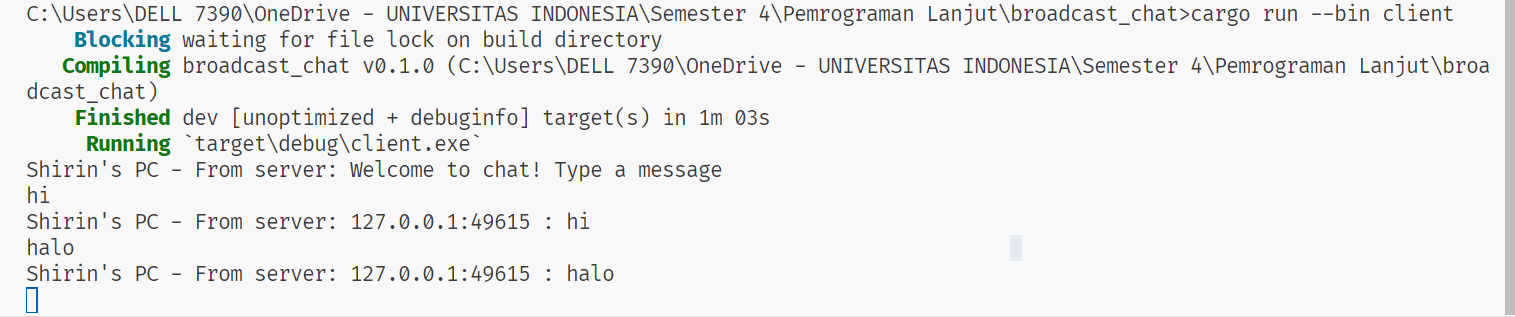 C:\Users\DELL 7390\OneDrive - UNIVERSITAS INDONESIA\Semester 4\Pemrograman Lanjut\broadcast_chat>cargo run --bin client
Blocking waiting for file lock on build directory
Compiling broadcast_chat v0.1.0 (C:\Users\DELL 7390\OneDrive - UNIVERSITAS INDONESIA\Semester 4\Pemrograman Lanjut\broa
dcast_chat)
Finished dev [unoptimized + debuginfo] target(s) in 1m 03s
Running `target\debug\client.exe`
Shirin's PC - From server: Welcome to chat! Type a message
hi
Shirin's PC - From server: 127.0.0.1:49615 : hi
halo
Shirin's PC - From server: 127.0.0.1:49615 : halo